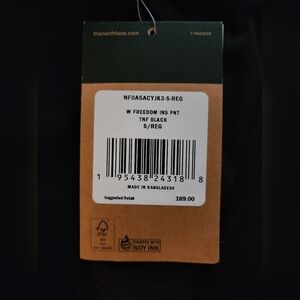 thenorthface.com
NF0A5ACYJK3-S-REG
W FREEDOM INS PNT
TNF BLACK
S/REG
1 95438 24318 8
MADE IN BANGLADESH
Suggested Retail 169.00
FSC
PRINTED WITH
SOY INK